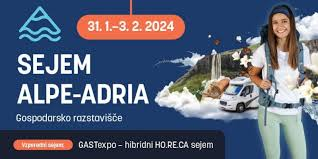 31. 1.–3. 2. 2024
SEJEM
ALPE-ADRIA
Gospodarsko razstavišče
Vzporedni sejem: GASTexpo – hibridni HO.RE.CA sejem